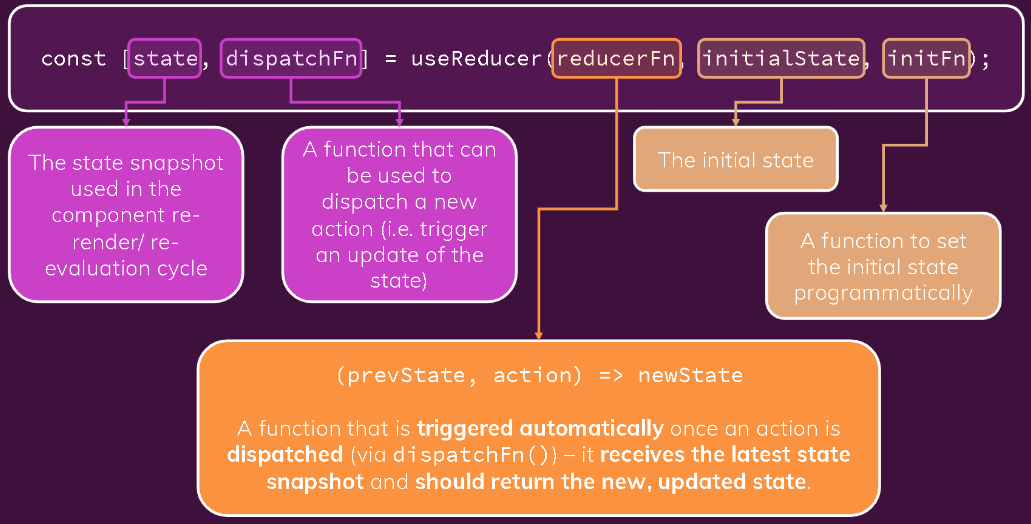 const [state, dispatchFn] = useReducer(reducerFn, initialState, initFn);
The state snapshot
used in the
component re-
render/ re-
evaluation cycle
A function that can
be used to
dispatch a new
action (i.e. trigger
an update of the
state)
The initial state
A function to set
the initial state
programmatically
(prevState, action) => newState
A function that is triggered automatically once an action is
dispatched (via dispatchFn()) – it receives the latest state
snapshot and should return the new, updated state.